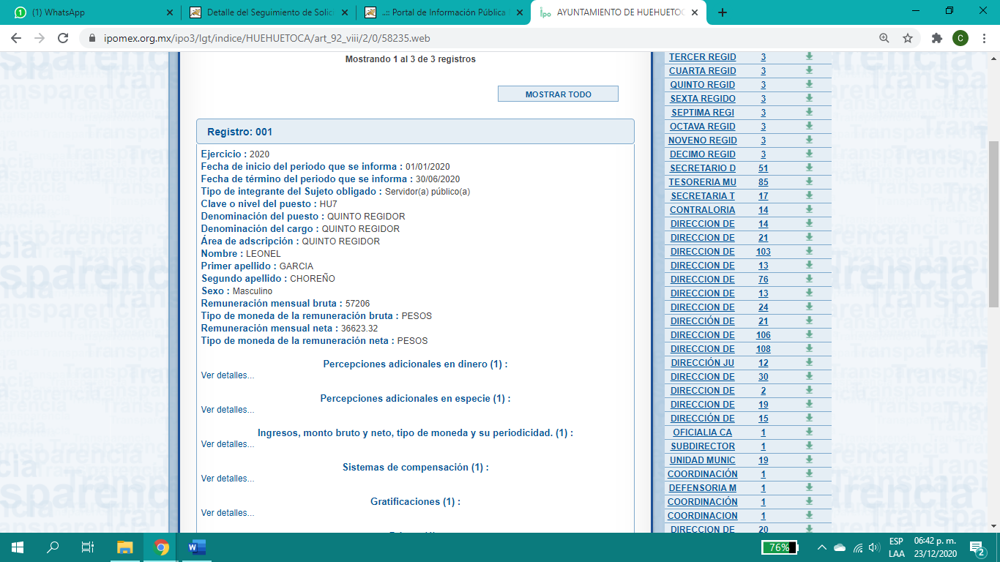 (1) WhatsApp
Detalle del Seguimiento de Solic
..:: Portal de Información Pública
ipo AYUNTAMIENTO DE HUEHUETOC
ipomex.org.mx/ipo3/lgt/indice/HUEHUETOCA/art_92_viii/2/0/58235.web
C
Mostrando 1 al 3 de 3 registros
MOSTRAR TODO
Registro: 001
Ejercicio : 2020
Fecha de inicio del periodo que se informa : 01/01/2020
Fecha de término del periodo que se informa : 30/06/2020
Tipo de integrante del Sujeto obligado : Servidor(a) público(a)
Clave o nivel del puesto : HU7
Denominación del puesto : QUINTO REGIDOR
Denominación del cargo : QUINTO REGIDOR
Área de adscripción : QUINTO REGIDOR
Nombre : LEONEL
Primer apellido : GARCIA
Segundo apellido : CHOREÑO
Sexo : Masculino
Remuneración mensual bruta : 57206
Tipo de moneda de la remuneración bruta : PESOS
Remuneración mensual neta : 36623.32
Tipo de moneda de la remuneración neta : PESOS
Percepciones adicionales en dinero (1) :
Ver detalles...
Percepciones adicionales en especie (1) :
Ver detalles...
Ingresos, monto bruto y neto, tipo de moneda y su periodicidad. (1) :
Ver detalles...
Sistemas de compensación (1) :
Ver detalles...
Gratificaciones (1) :
Ver detalles...
TERCER REGID 3
CUARTA REGID 3
QUINTO REGID 3
SEXTA REGIDO 3
SEPTIMA REGI 3
OCTAVA REGID 3
NOVENO REGID 3
DECIMO REGID 3
SECRETARIO D 51
TESORERIA MU 85
SECRETARIA T 17
CONTRALORIA 14
DIRECCION DE 14
DIRECCION DE 21
DIRECCION DE 103
DIRECCION DE 13
DIRECCION DE 76
DIRECCION DE 13
DIRECCION DE 24
DIRECCIÓN DE 21
DIRECCION DE 106
DIRECCION DE 108
DIRECCIÓN JU 12
DIRECCION DE 30
DIRECCION DE 2
DIRECCION DE 19
DIRECCIÓN DE 15
OFICIALIA CA 1
SUBDIRECTOR 1
UNIDAD MUNIC 19
COORDINACIÓN 1
DEFENSORIA M 1
COORDINACIÓN 1
COORDINACION 1
DIRECCION DE 20
76%
ESP
LAA
06:42 p. m.
23/12/2020
2